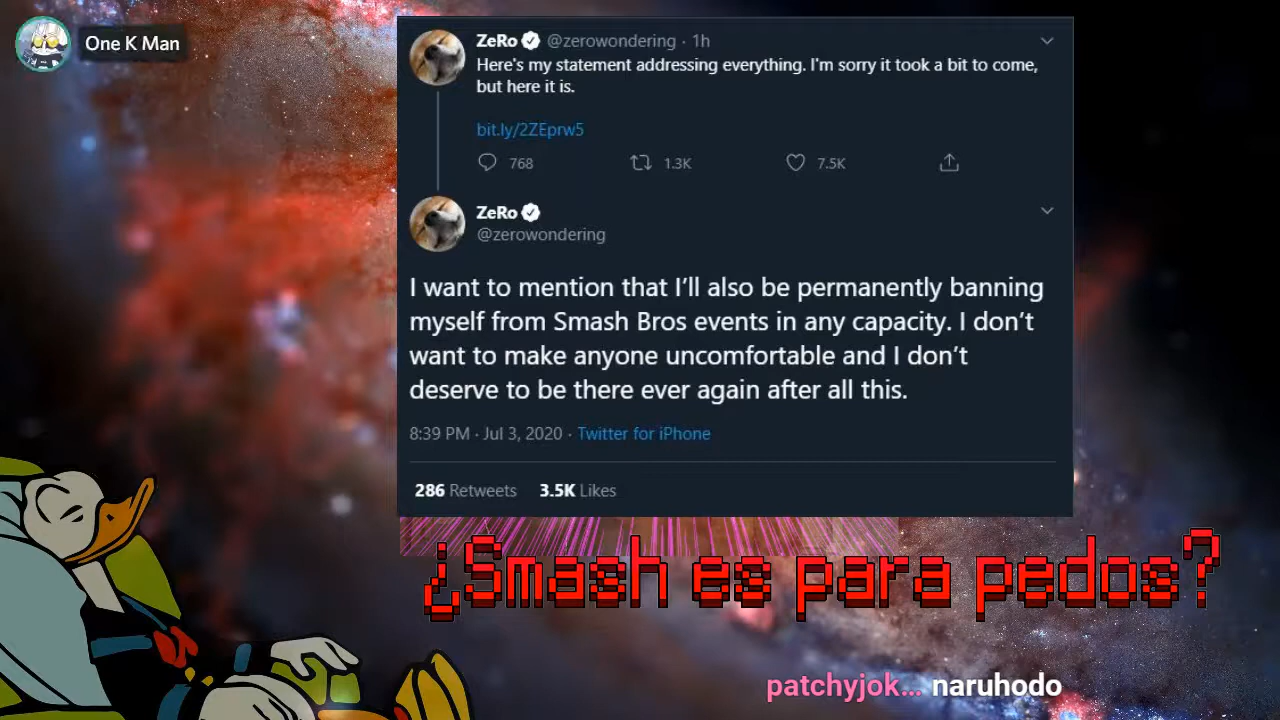 One K Man
ZeRo @zerowondering · 1h
Here's my statement addressing everything. I'm sorry it took a bit to come,
but here it is.
bit.ly/2ZEprw5
768 1.3K 7.5K
ZeRo
@zerowondering
I want to mention that I’ll also be permanently banning
myself from Smash Bros events in any capacity. I don’t
want to make anyone uncomfortable and I don’t
deserve to be there ever again after all this.
8:39 PM · Jul 3, 2020 · Twitter for iPhone
286 Retweets 3.5K Likes
¿Smash es para pedos?
patchyjok... naruhodo